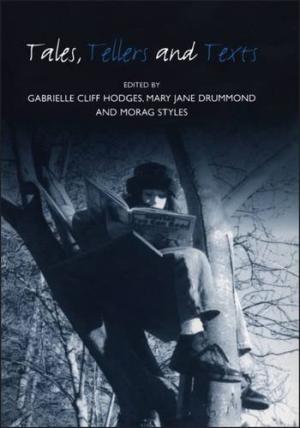 Tales, Tellers and Texts
EDITED BY
GABRIELLE CLIFF HODGES, MARY JANE DRUMMOND
AND MORAG STYLES